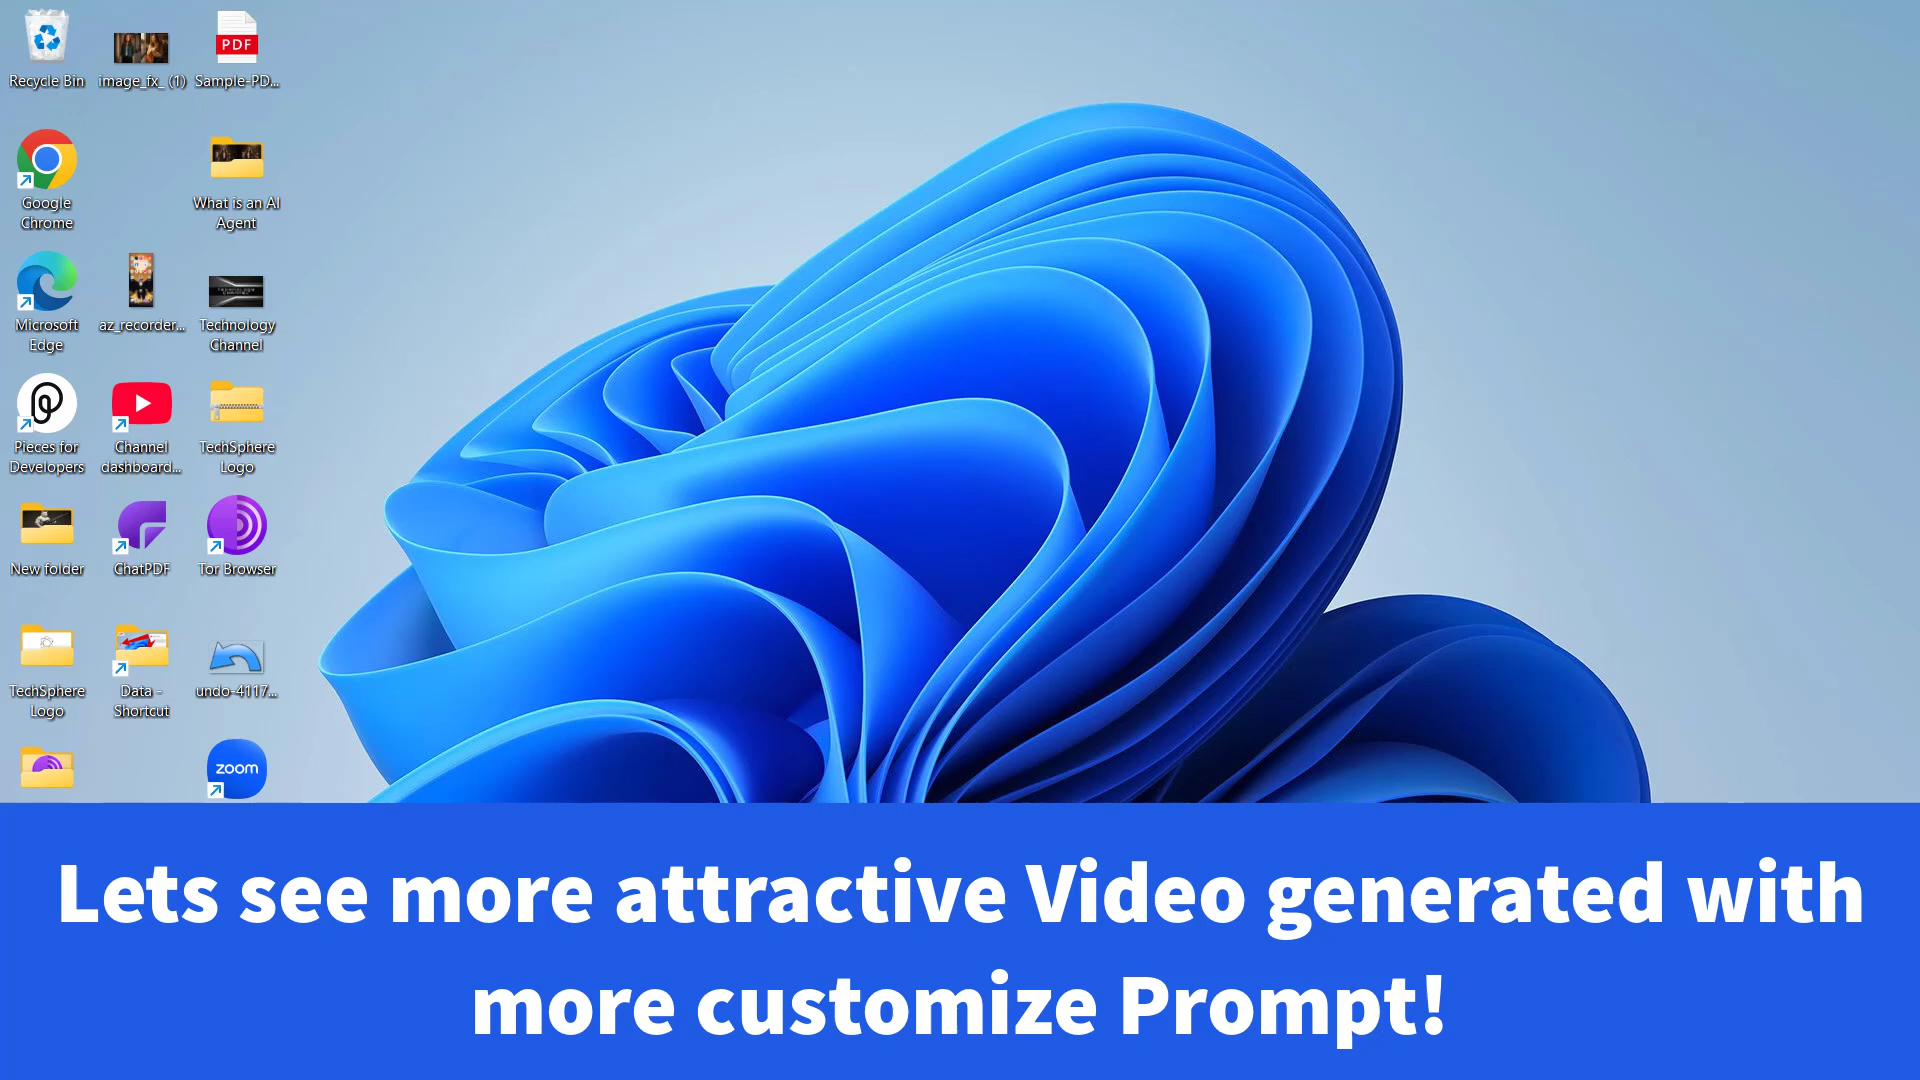 Recycle Bin
image_fx_ (1)
PDF
Sample-PD...
Google
Chrome
What is an AI
Agent
Microsoft
Edge
az_recorder...
Technology
Channel
Pieces for
Developers
Channel
dashboard...
TechSphere
Logo
New folder
ChatPDF
Tor Browser
TechSphere
Logo
Data -
Shortcut
undo-4117...
zoom
Lets see more attractive Video generated with
more customize Prompt!